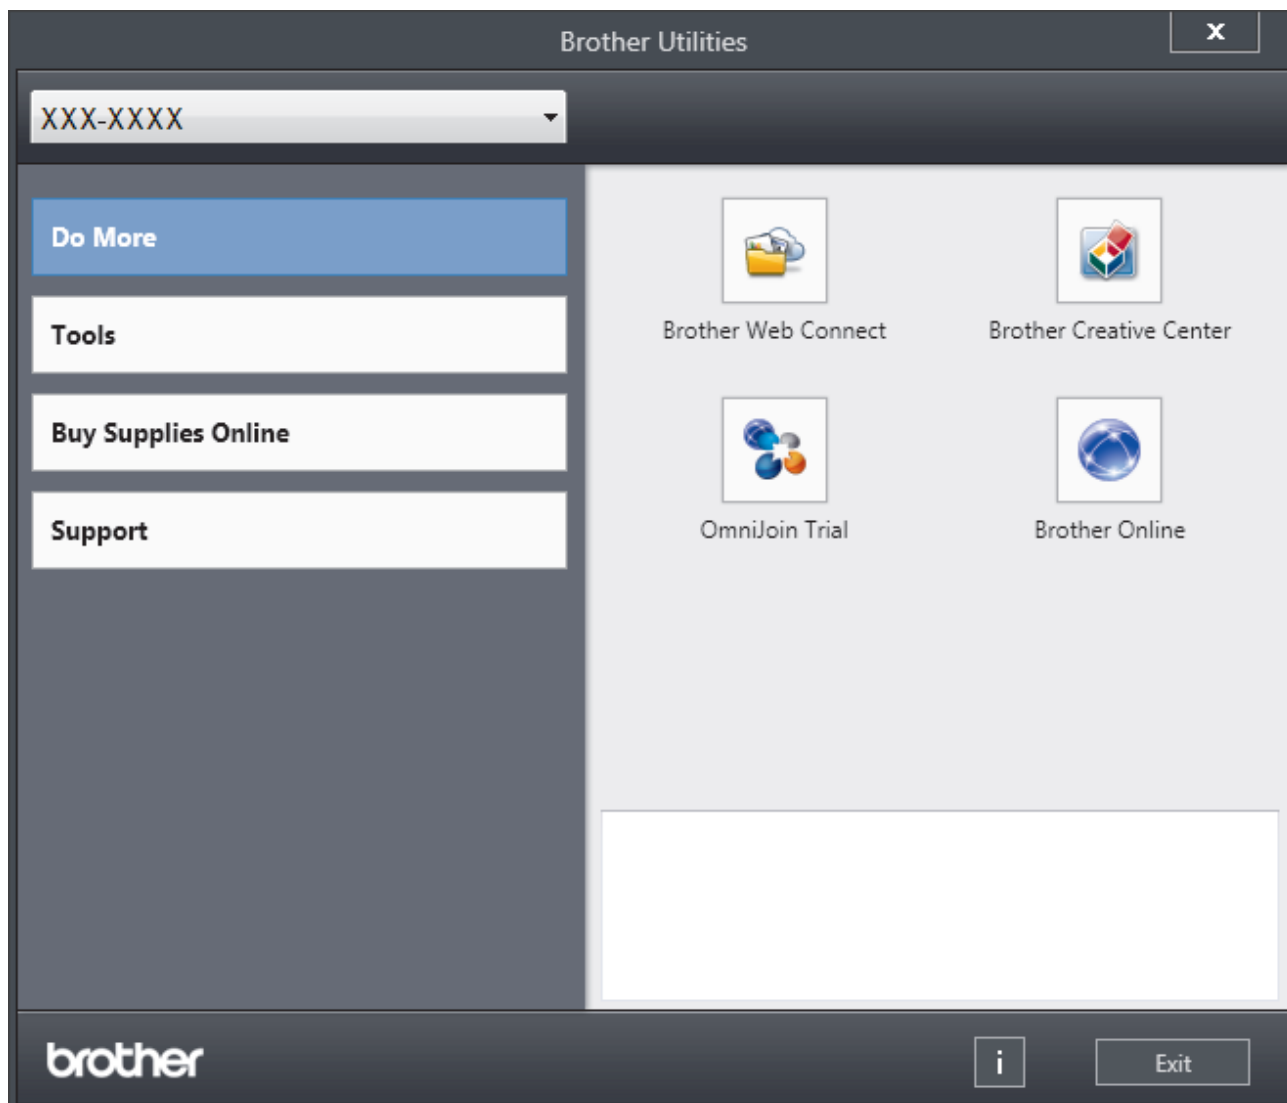 Brother Utilities
X
XXX-XXXX
Do More
Tools
Buy Supplies Online
Support
Brother Web Connect
Brother Creative Center
OmniJoin Trial
Brother Online
brother
i
Exit